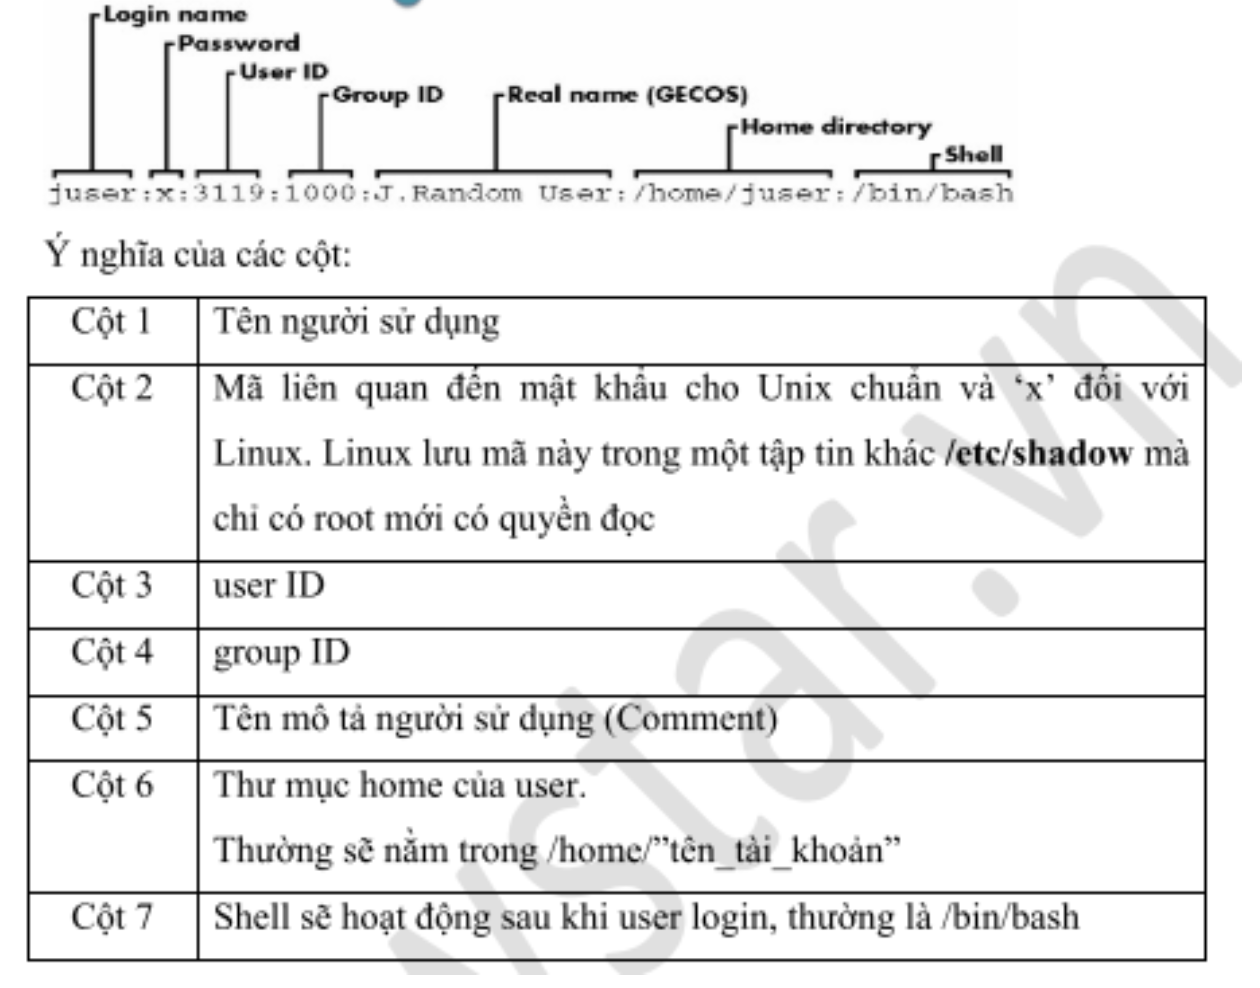 Login name
Password
User ID
Group ID
Real name (GECOS)
Home directory
Shell
juser:x:3119:1000:J.Random User:/home/juser:/bin/bash
Ý nghĩa của các cột:
Cột 1 Tên người sử dụng
Cột 2 Mã liên quan đến mật khẩu cho Unix chuẩn và ‘x’ đối với
Linux. Linux lưu mã này trong một tập tin khác /etc/shadow mà
chỉ có root mới có quyền đọc
Cột 3 user ID
Cột 4 group ID
Cột 5 Tên mô tả người sử dụng (Comment)
Cột 6 Thư mục home của user.
Thường sẽ nằm trong /home/”tên_tài_khoản”
Cột 7 Shell sẽ hoạt động sau khi user login, thường là /bin/bash